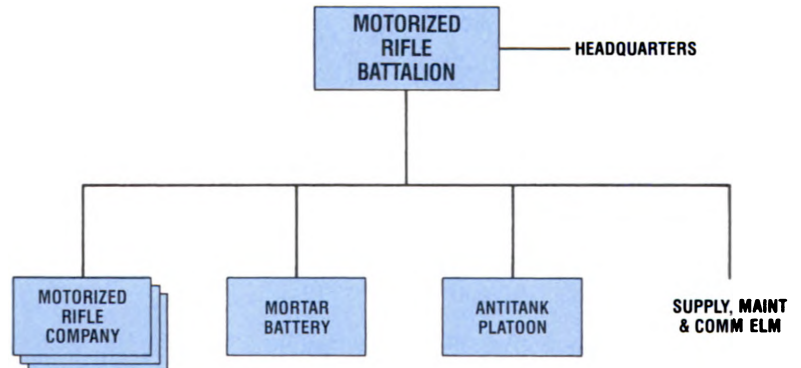 MOTORIZED
RIFLE
BATTALION
HEADQUARTERS
MOTORIZED
RIFLE
COMPANY
MORTAR
BATTERY
ANTITANK
PLATOON
SUPPLY, MAINT
& COMM ELM